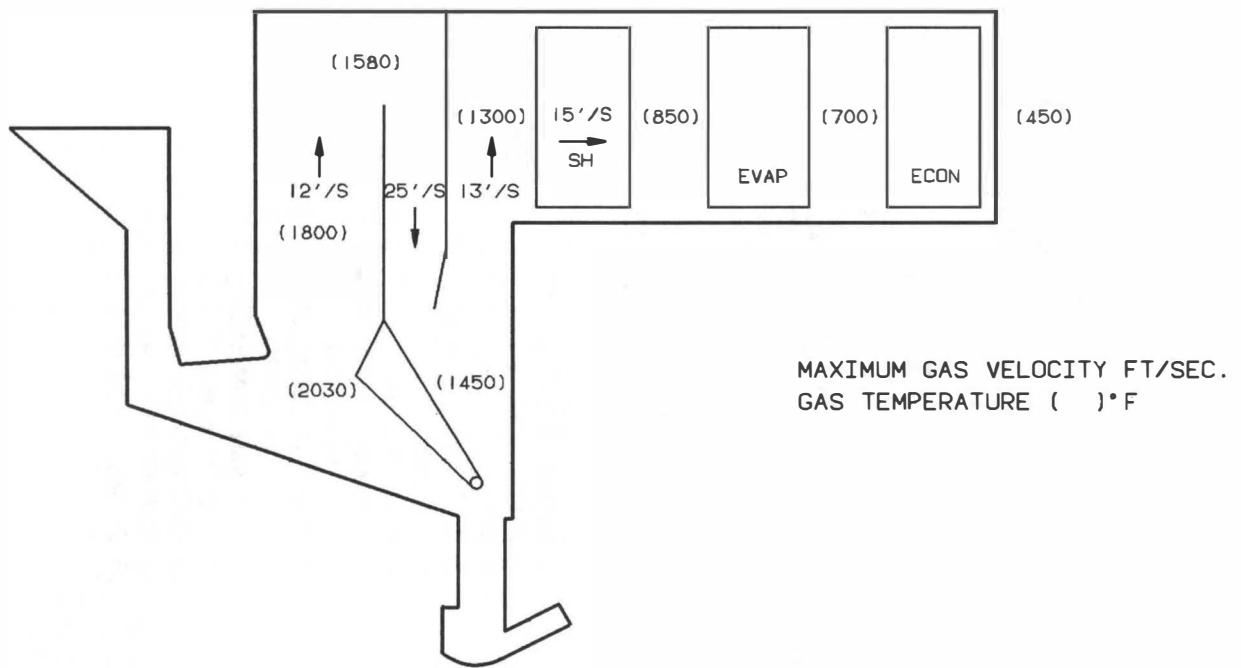 (1580)
(1300)
15'/S
(850)
(700)
(450)
SH
EVAP
ECON
12'/S
25'/S
13'/S
(1800)
(2030)
(1450)
MAXIMUM GAS VELOCITY FT/SEC.
GAS TEMPERATURE ( )°F